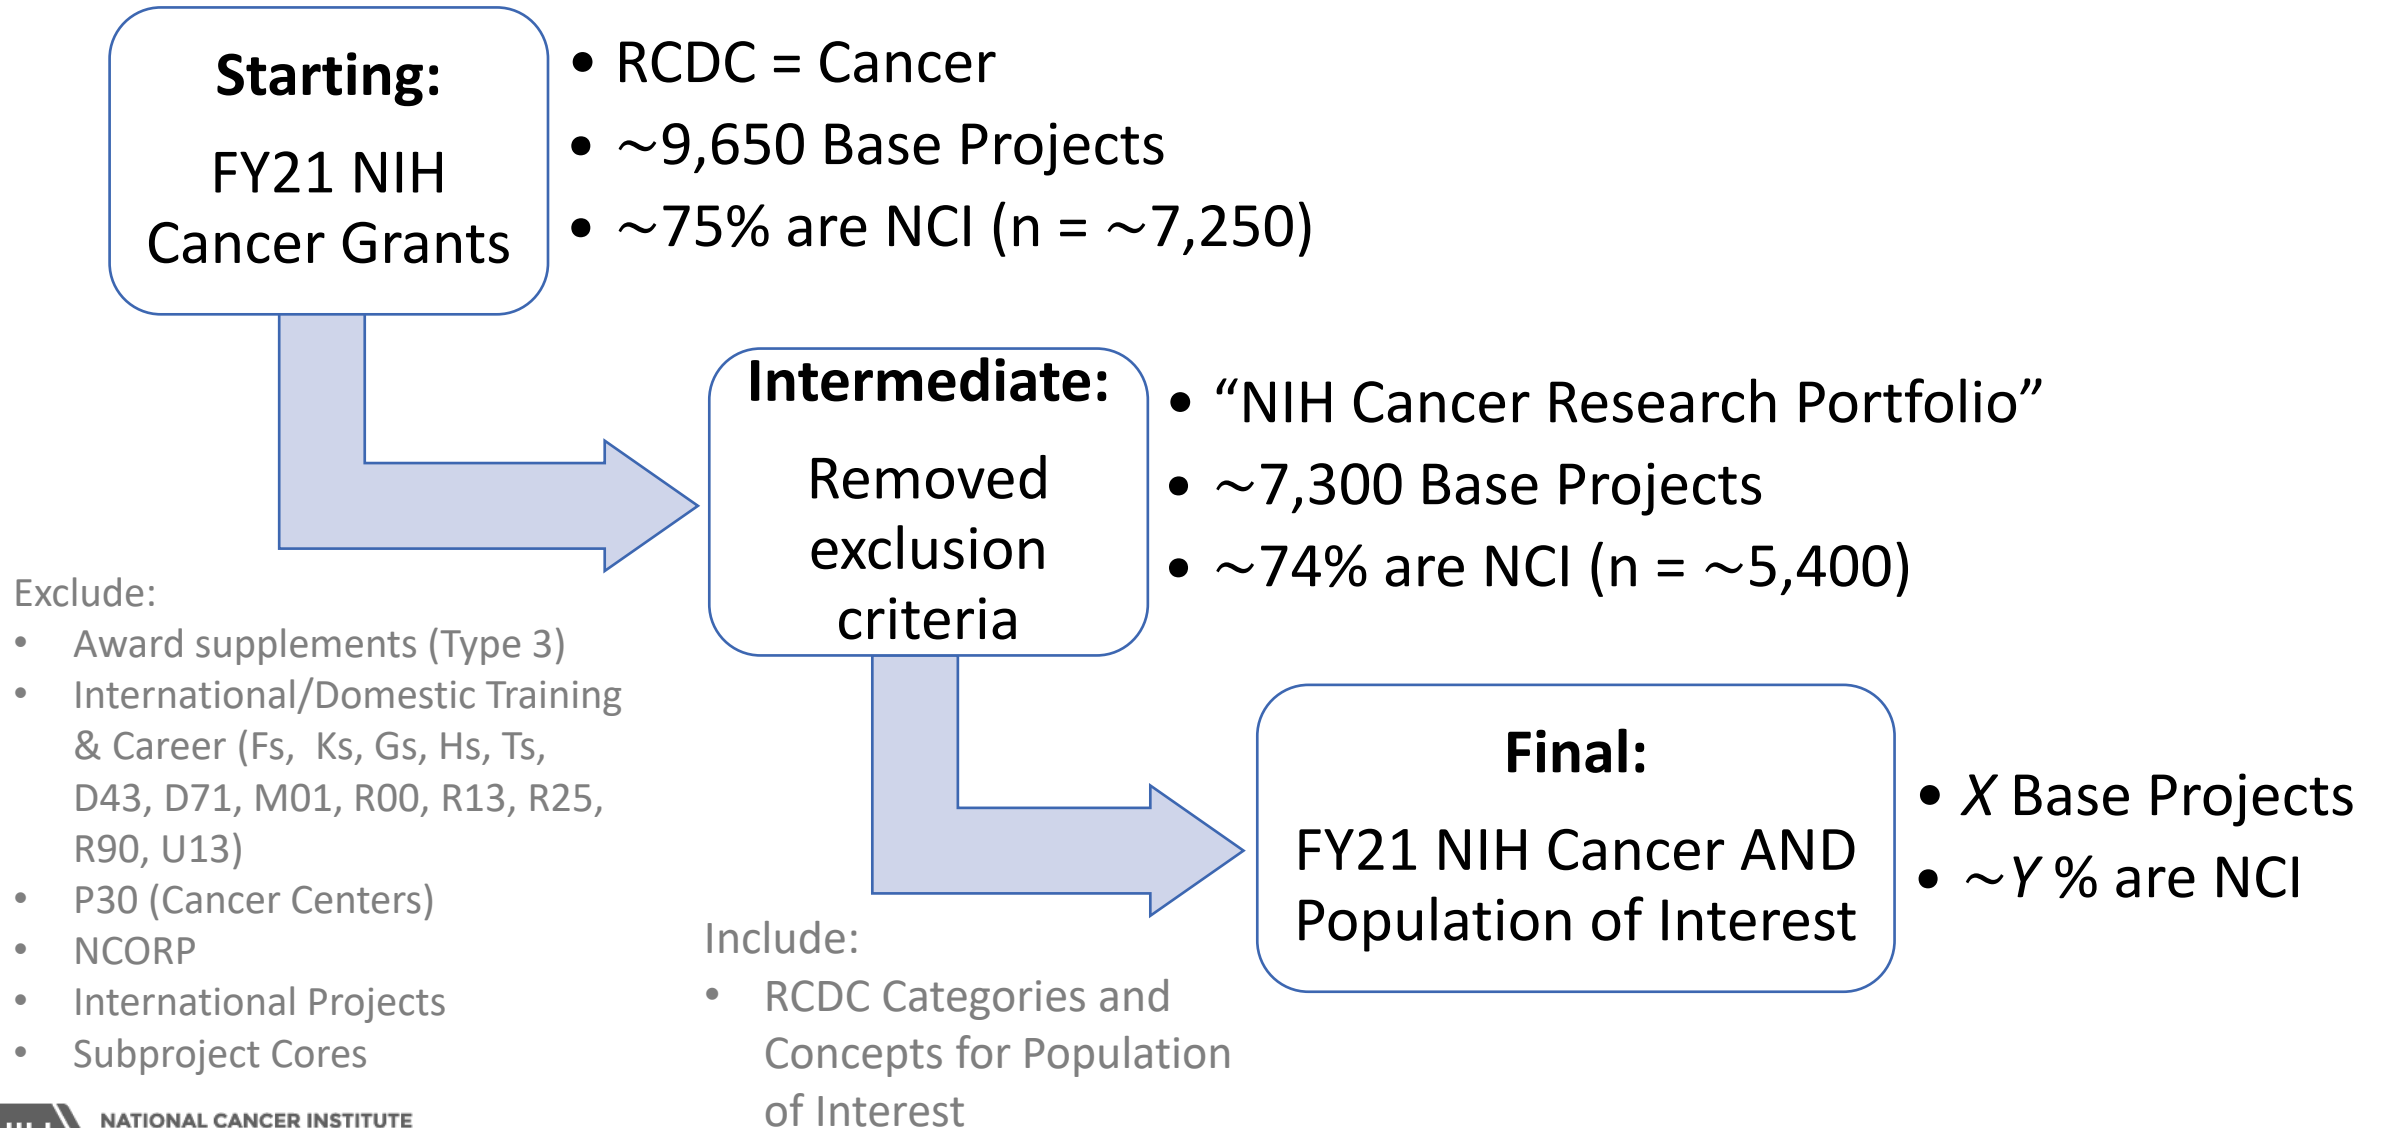 Starting:
FY21 NIH
Cancer Grants
• RCDC = Cancer
• ~9,650 Base Projects
• ~75% are NCI (n = ~7,250)
Intermediate:
Removed
exclusion
criteria
• “NIH Cancer Research Portfolio”
• ~7,300 Base Projects
• ~74% are NCI (n = ~5,400)
Exclude:
• Award supplements (Type 3)
• International/Domestic Training
& Career (Fs, Ks, Gs, Hs, Ts,
D43, D71, M01, R00, R13, R25,
R90, U13)
• P30 (Cancer Centers)
• NCORP
• International Projects
• Subproject Cores
Final:
FY21 NIH Cancer AND
Population of Interest
• X Base Projects
• ~Y % are NCI
Include:
• RCDC Categories and
Concepts for Population
of Interest
NATIONAL CANCER INSTITUTE